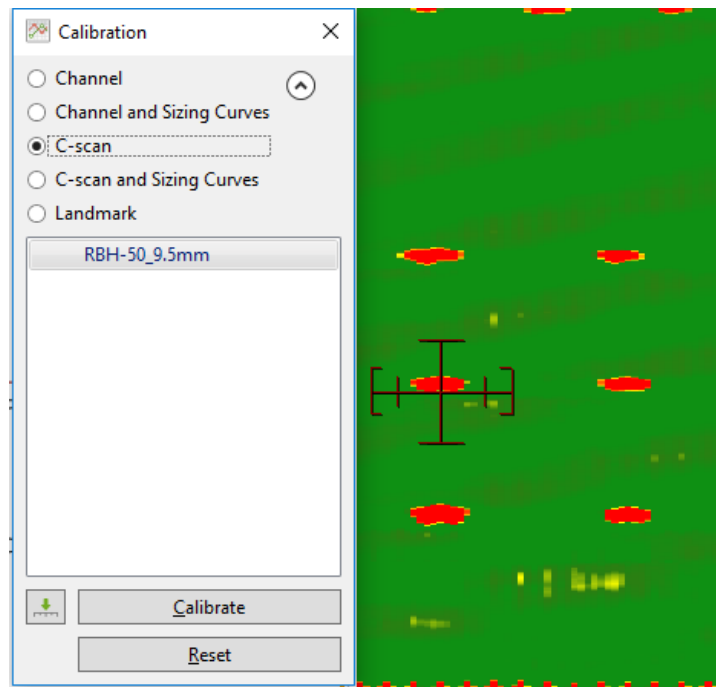 Calibration
Channel
Channel and Sizing Curves
C-scan
C-scan and Sizing Curves
Landmark
RBH-50_9.5mm
Calibrate
Reset